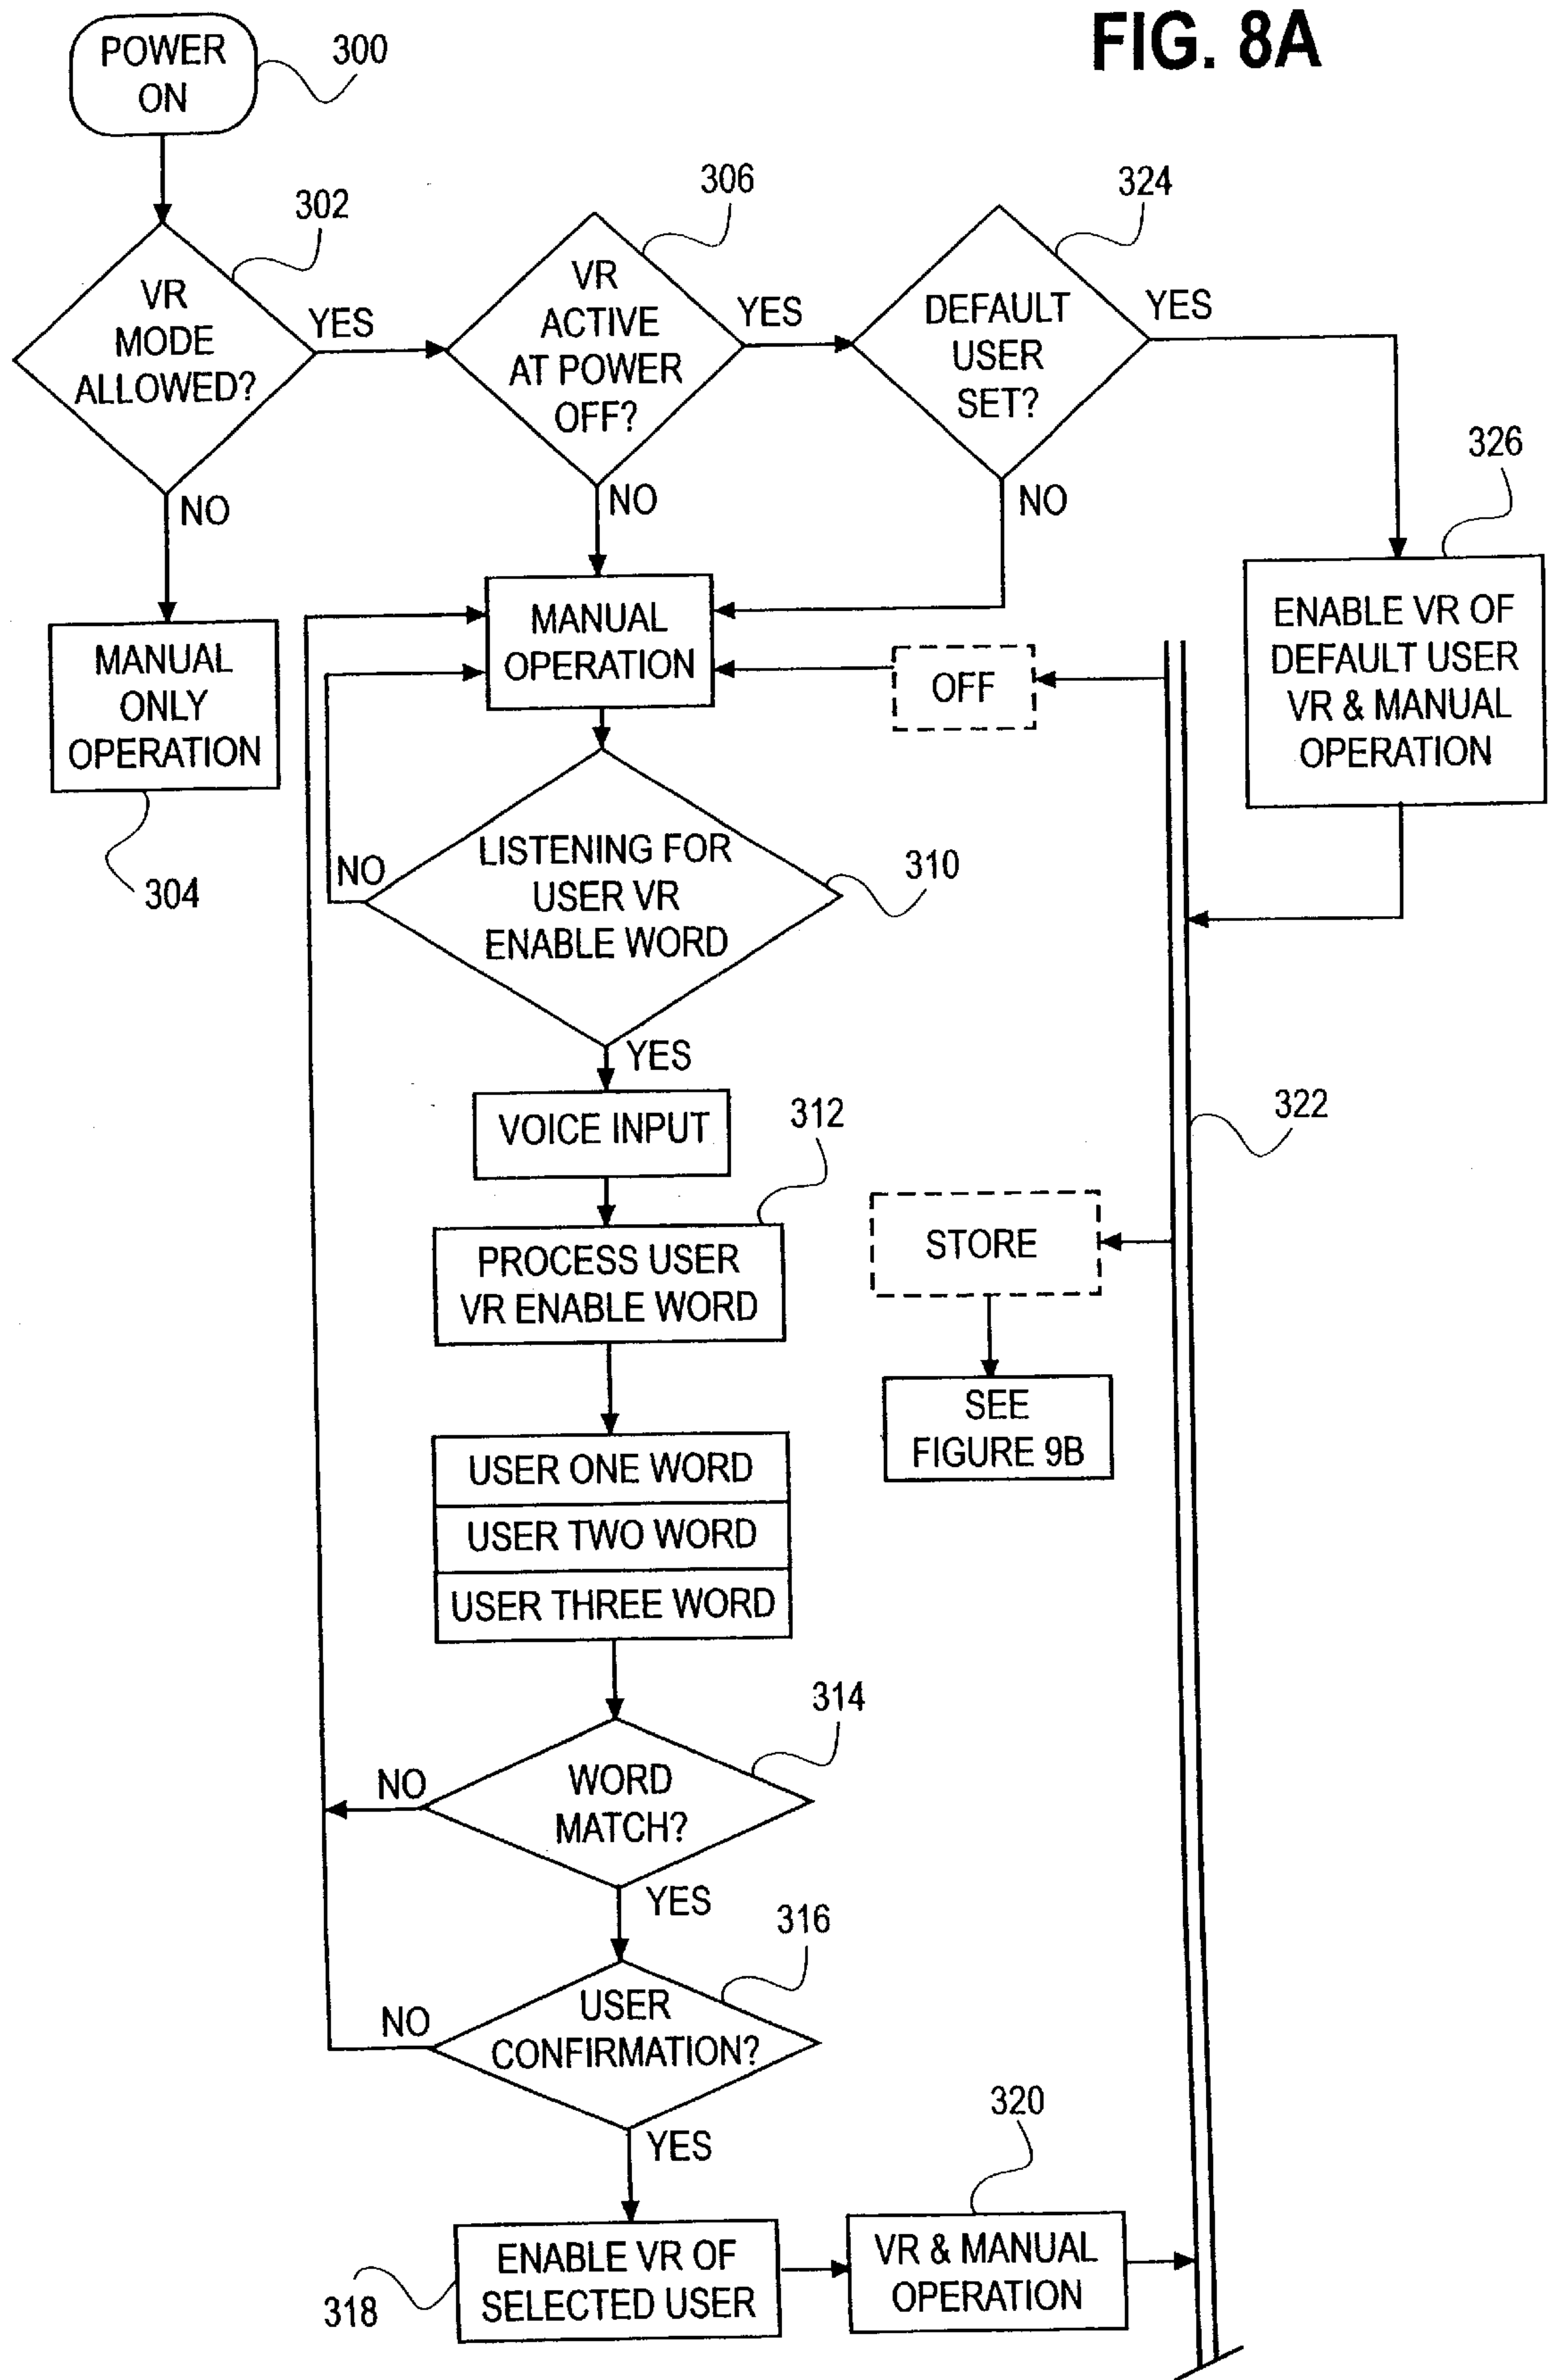 FIG. 8A
POWER
ON
300
302
VR
MODE
ALLOWED?
YES
NO
306
VR
ACTIVE
AT POWER
OFF?
YES
NO
324
DEFAULT
USER
SET?
YES
NO
326
ENABLE VR OF
DEFAULT USER
VR & MANUAL
OPERATION
MANUAL
ONLY
OPERATION
304
MANUAL
OPERATION
OFF
LISTENING FOR
USER VR
ENABLE WORD
310
NO
YES
VOICE INPUT
312
322
PROCESS USER
VR ENABLE WORD
STORE
SEE
FIGURE 9B
USER ONE WORD
USER TWO WORD
USER THREE WORD
314
WORD
MATCH?
NO
YES
316
USER
CONFIRMATION?
NO
YES
320
ENABLE VR OF
SELECTED USER
318
VR & MANUAL
OPERATION